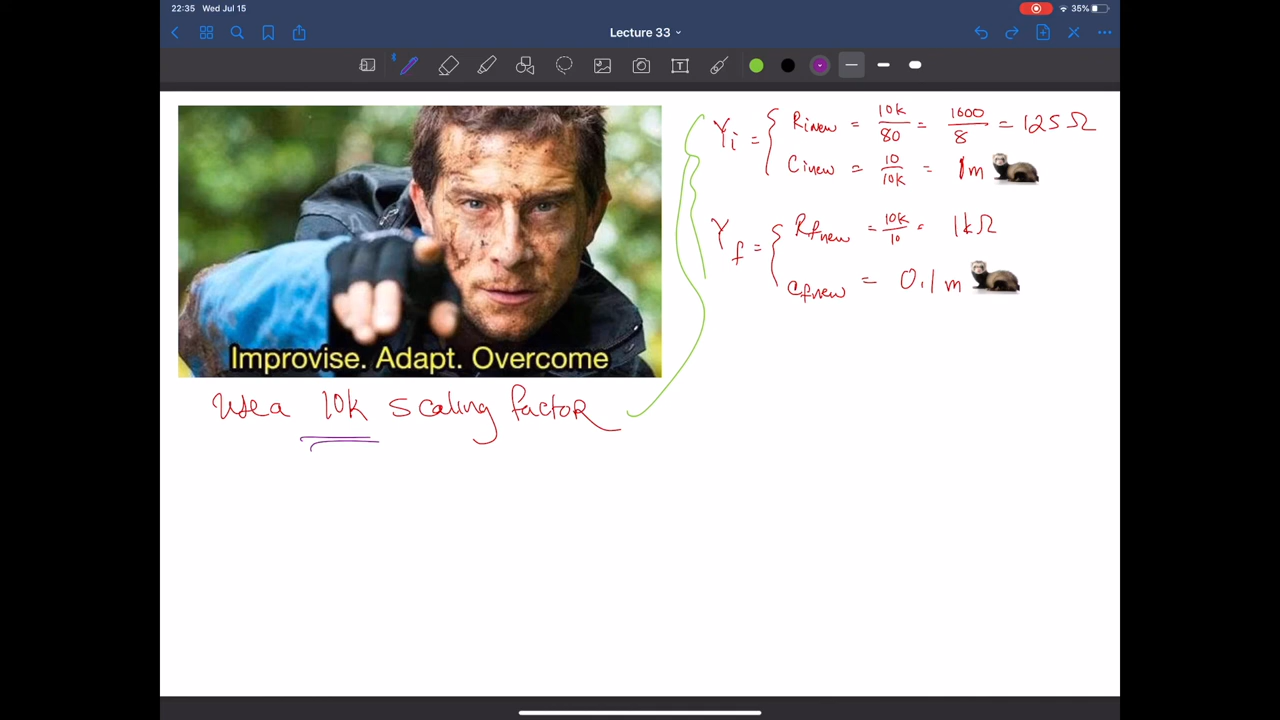 22:35 Wed Jul 15
35%
Lecture 33
T
Improvise. Adapt. Overcome
Use a 10k scaling factor
Yi = { Rinew = 10k/80 = 1000/8 = 125 Ω
Cinew = 10/10k = 1m
Yf = { Rfnew = 10k/10 = 1kΩ
Cfnew = 0.1m